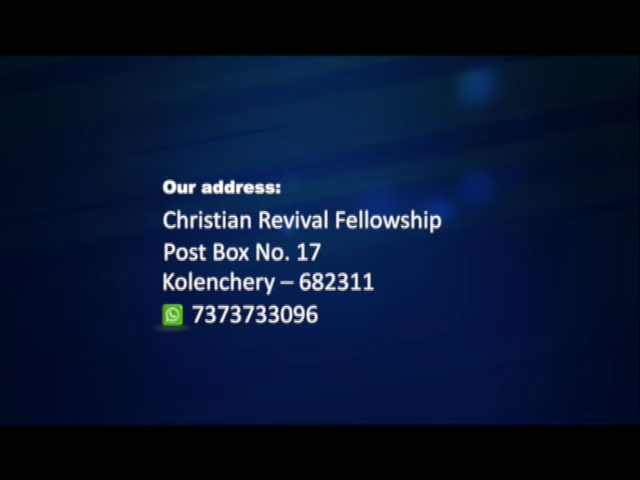 Our address:
Christian Revival Fellowship
Post Box No. 17
Kolenchery – 682311
7373733096